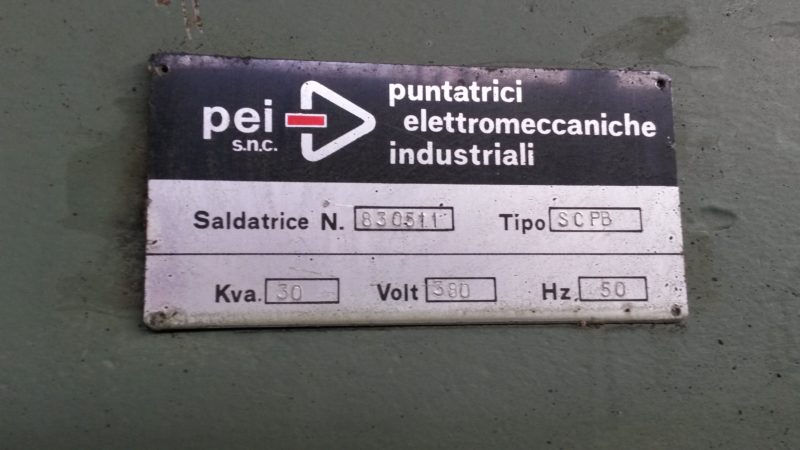 pei
s.n.c.
puntatrici
elettromeccaniche
industriali
Saldatrice N. 830511 Tipo SCPB
Kva. 30 Volt 380 Hz. 50